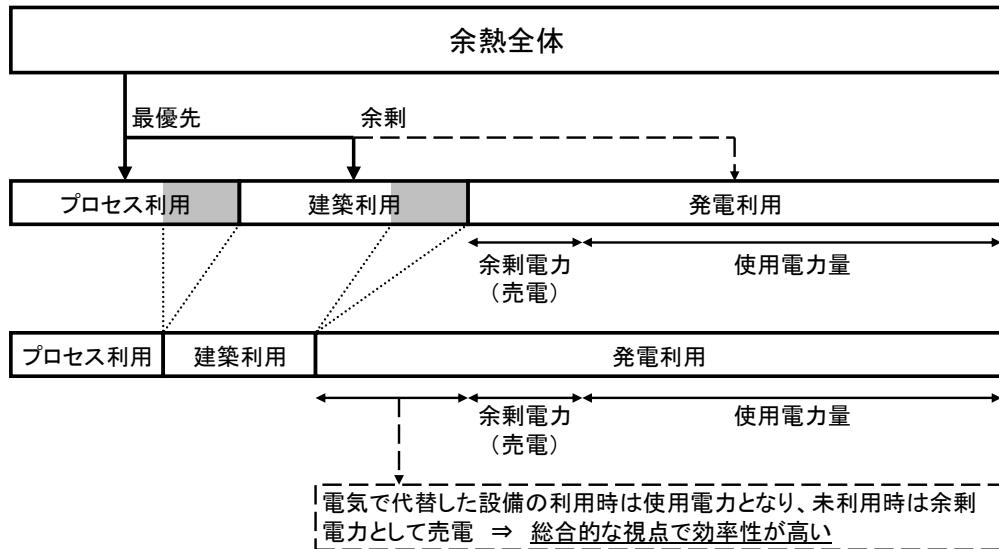 余熱全体
最優先
余剰
プロセス利用
建築利用
発電利用
余剰電力
（売電）
使用電力量
プロセス利用
建築利用
発電利用
余剰電力
（売電）
使用電力量
電気で代替した設備の利用時は使用電力となり、未利用時は余剰
電力として売電 ⇒ 総合的な視点で効率性が高い